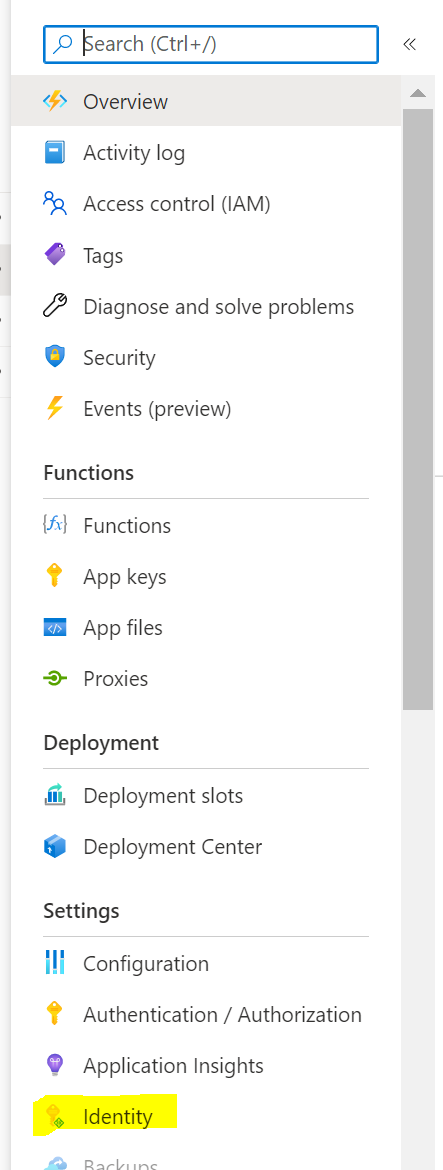 Search (Ctrl+/)
Overview
Activity log
Access control (IAM)
Tags
Diagnose and solve problems
Security
Events (preview)
Functions
Functions
App keys
App files
Proxies
Deployment
Deployment slots
Deployment Center
Settings
Configuration
Authentication / Authorization
Application Insights
Identity
Backups